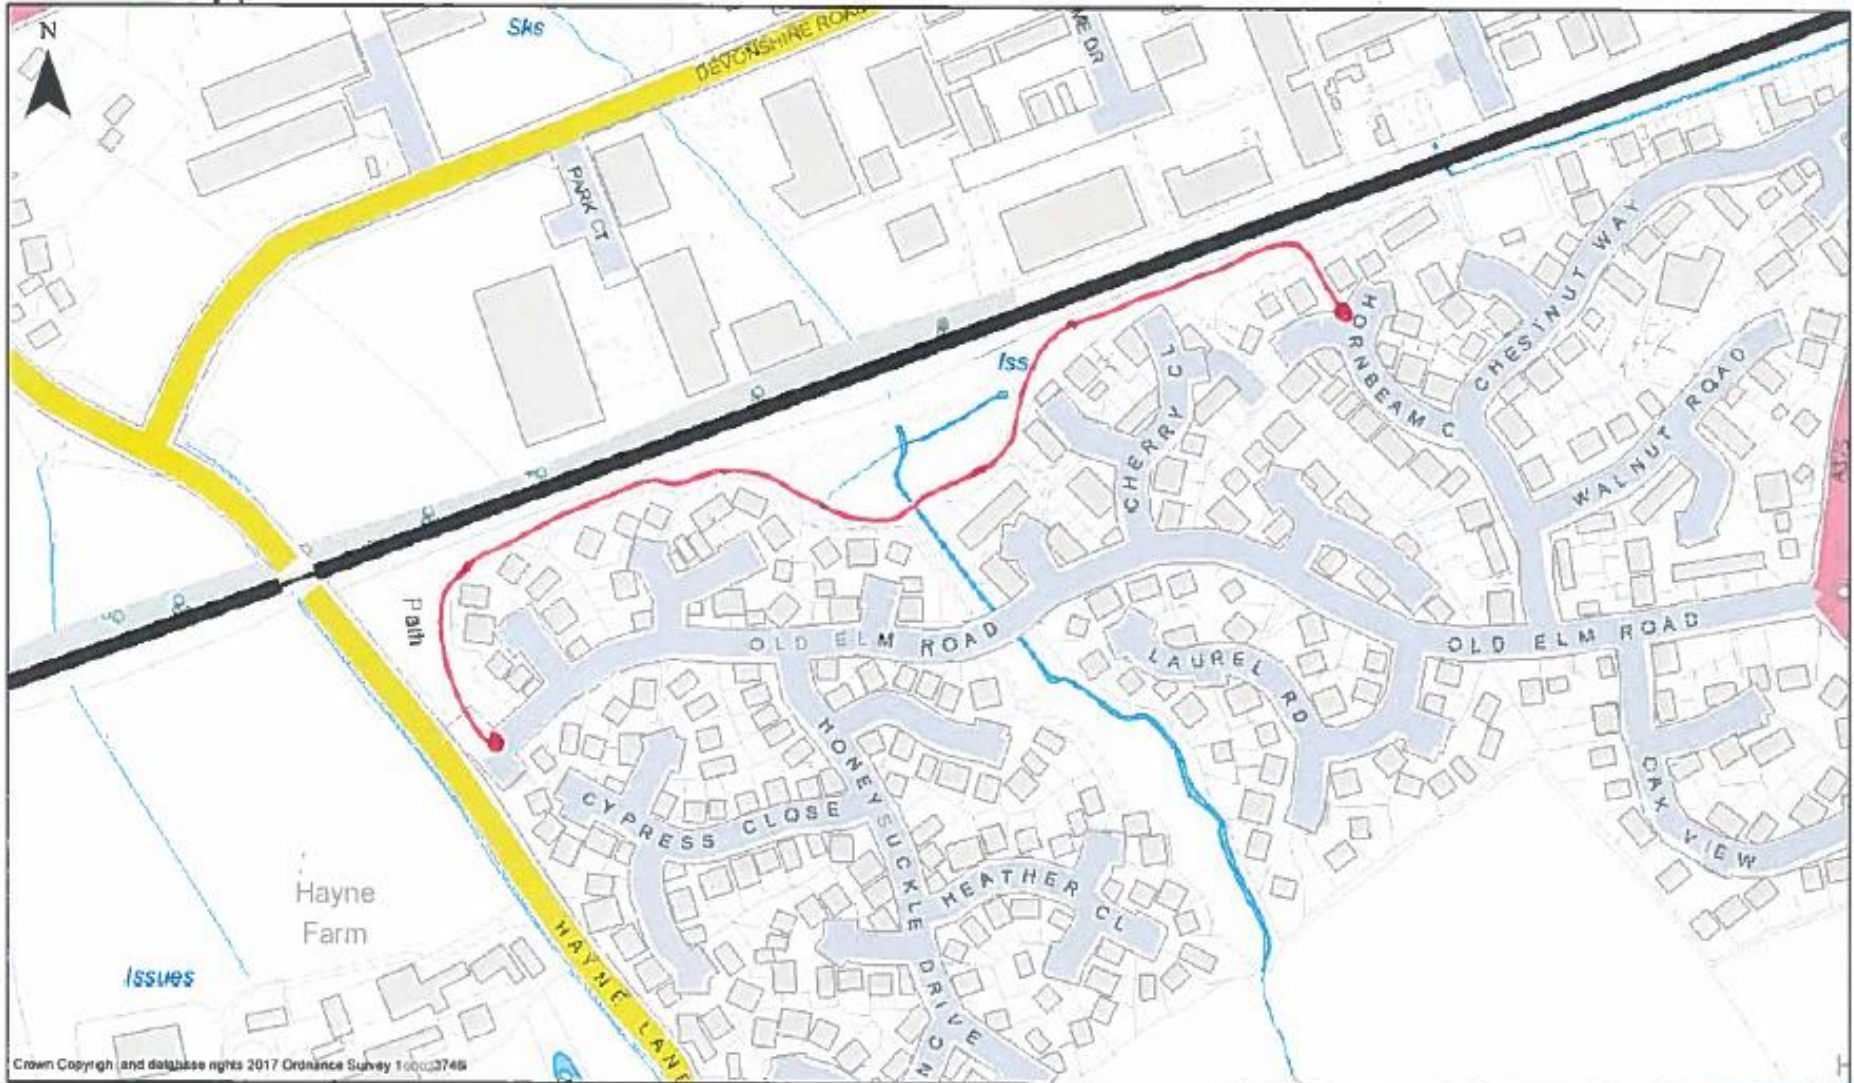 N
Sks
DEVONSHIRE ROAD
ME DR
PARK CT
Iss
CHERRY CL
HORNBEAM C
CHESTNUT WAY
WALNUT ROAD
Path
OLD ELM ROAD
LAUREL RD
OLD ELM ROAD
HONEYSUCKLE DRIVE
CYPRESS CLOSE
HEATHER CL
OAK VIEW
Hayne
Farm
HAYNE LANE
Issues
Crown Copyright and database rights 2017 Ordnance Survey